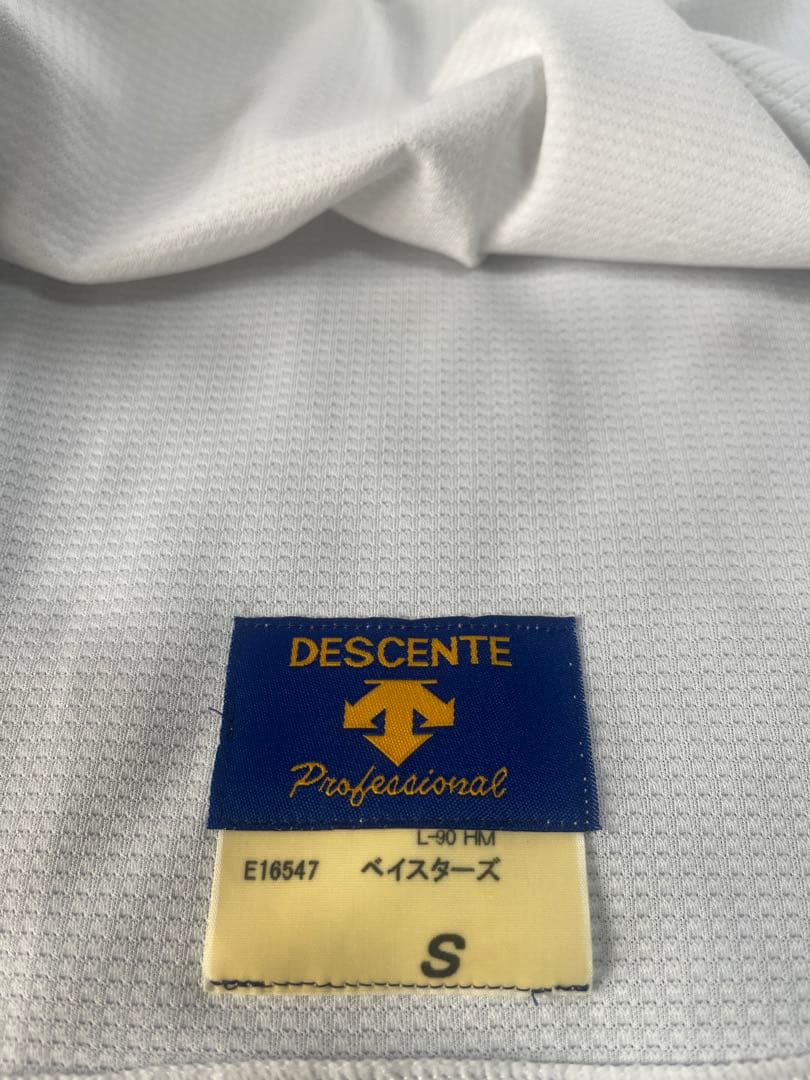 DESCENTE
Professional
L-90 HM
E16547 ベイスターズ
S